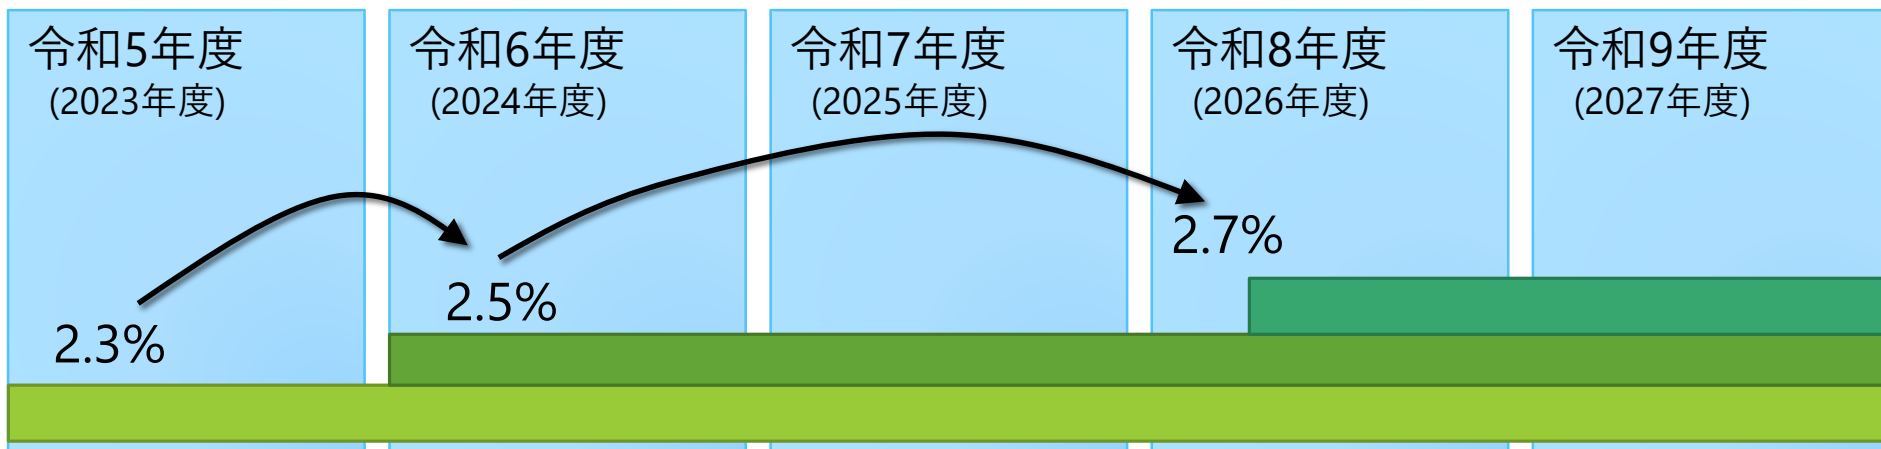 令和5年度
(2023年度)
令和6年度
(2024年度)
令和7年度
(2025年度)
令和8年度
(2026年度)
令和9年度
(2027年度)
2.3%
2.5%
2.7%